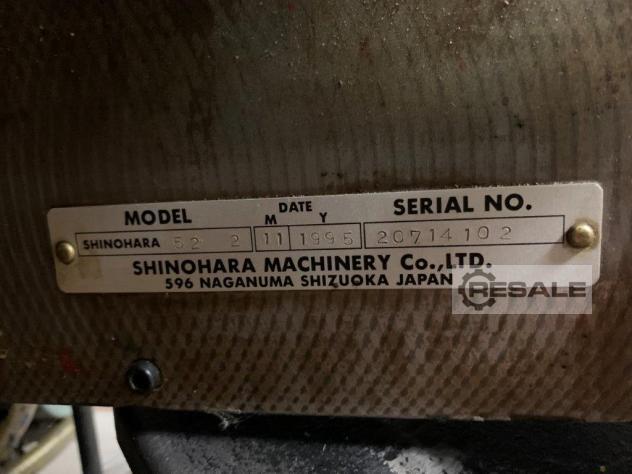 MODEL DATE M Y SERIAL NO.
SHINOHARA 52 2 11 1995 20714102
SHINOHARA MACHINERY Co.,LTD.
596 NAGANUMA SHIZUOKA JAPAN
RESALE